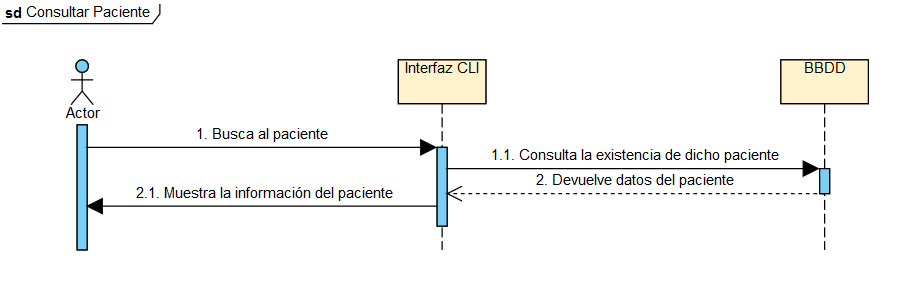 sd Consultar Paciente
Interfaz CLI
BBDD
Actor
1. Busca al paciente
1.1. Consulta la existencia de dicho paciente
2. Devuelve datos del paciente
2.1. Muestra la información del paciente